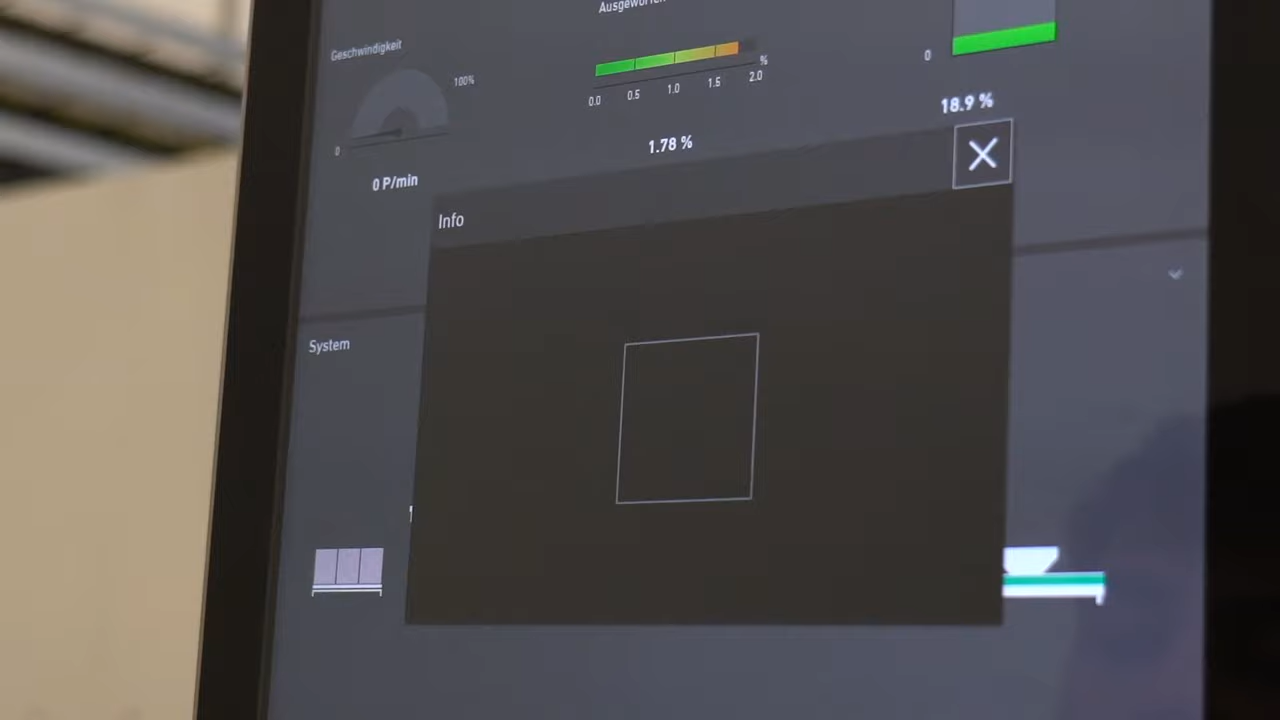 Ausgeworfen
Geschwindigkeit
100%
0
0 P/min
%
0.0 0.5 1.0 1.5 2.0
1.78 %
0
18.9 %
Info
System